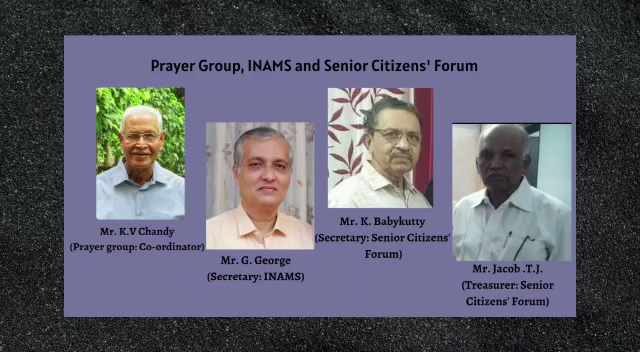 Prayer Group, INAMS and Senior Citizens' Forum
Mr. K.V Chandy
(Prayer group: Co-ordinator)
Mr. G. George
(Secretary: INAMS)
Mr. K. Babykutty
(Secretary: Senior Citizens'
Forum)
Mr. Jacob .T.J.
(Treasurer: Senior
Citizens' Forum)